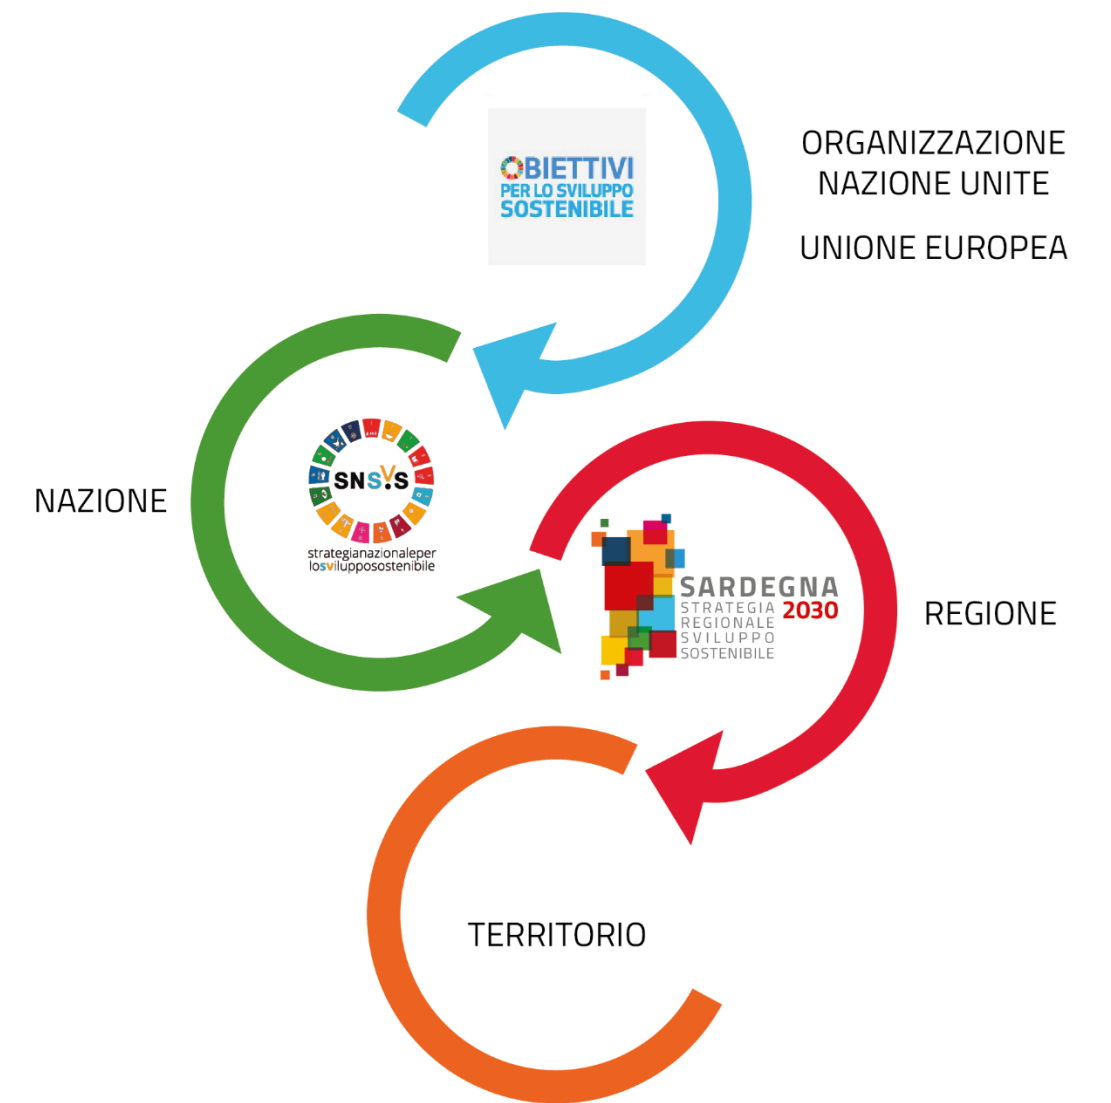 OBIETTIVI
PER LO SVILUPPO
SOSTENIBILE
ORGANIZZAZIONE
NAZIONE UNITE
UNIONE EUROPEA
NAZIONE
SNSVS
strategianazionaleper
losvilupposostenibile
SARDEGNA
STRATEGIA 2030
REGIONALE
SVILUPPO
SOSTENIBILE
REGIONE
TERRITORIO